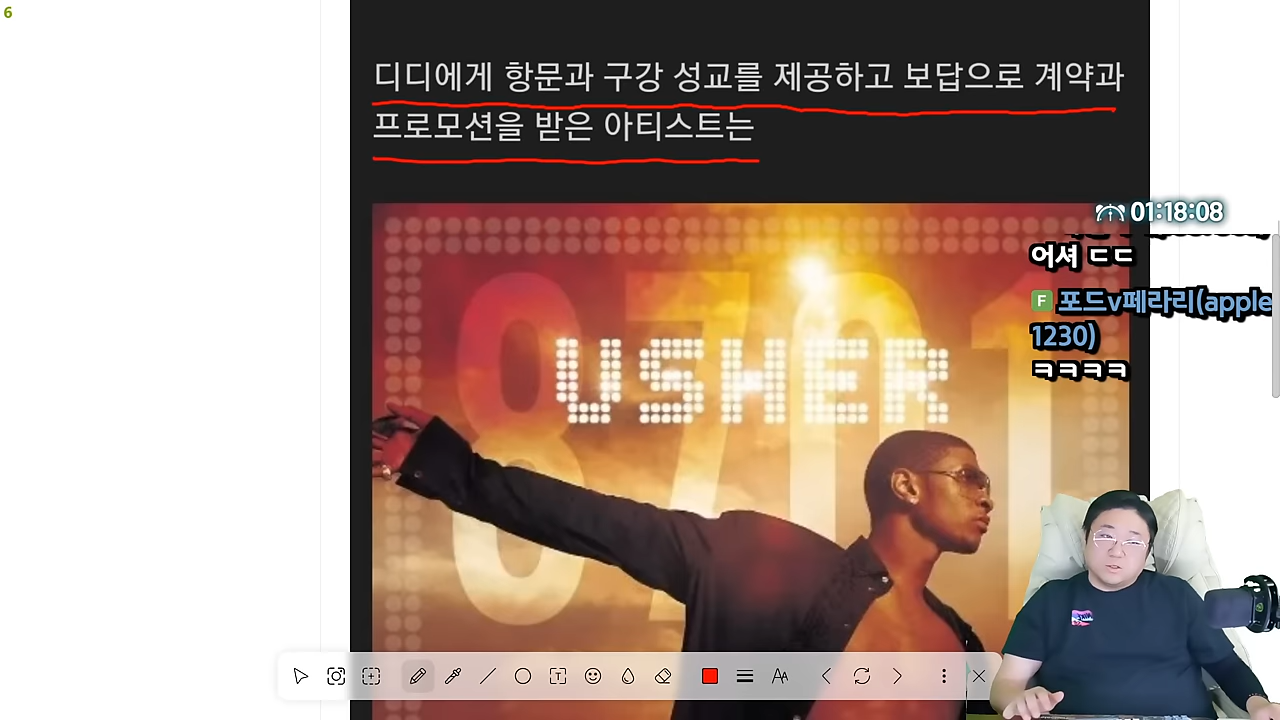 6
디디에게 항문과 구강 성교를 제공하고 보답으로 계약과
프로모션을 받은 아티스트는
8701
USHER
01:18:08
어셔 ㄷㄷ
F 포드v페라리(apple
1230)
ㅋㅋㅋㅋ